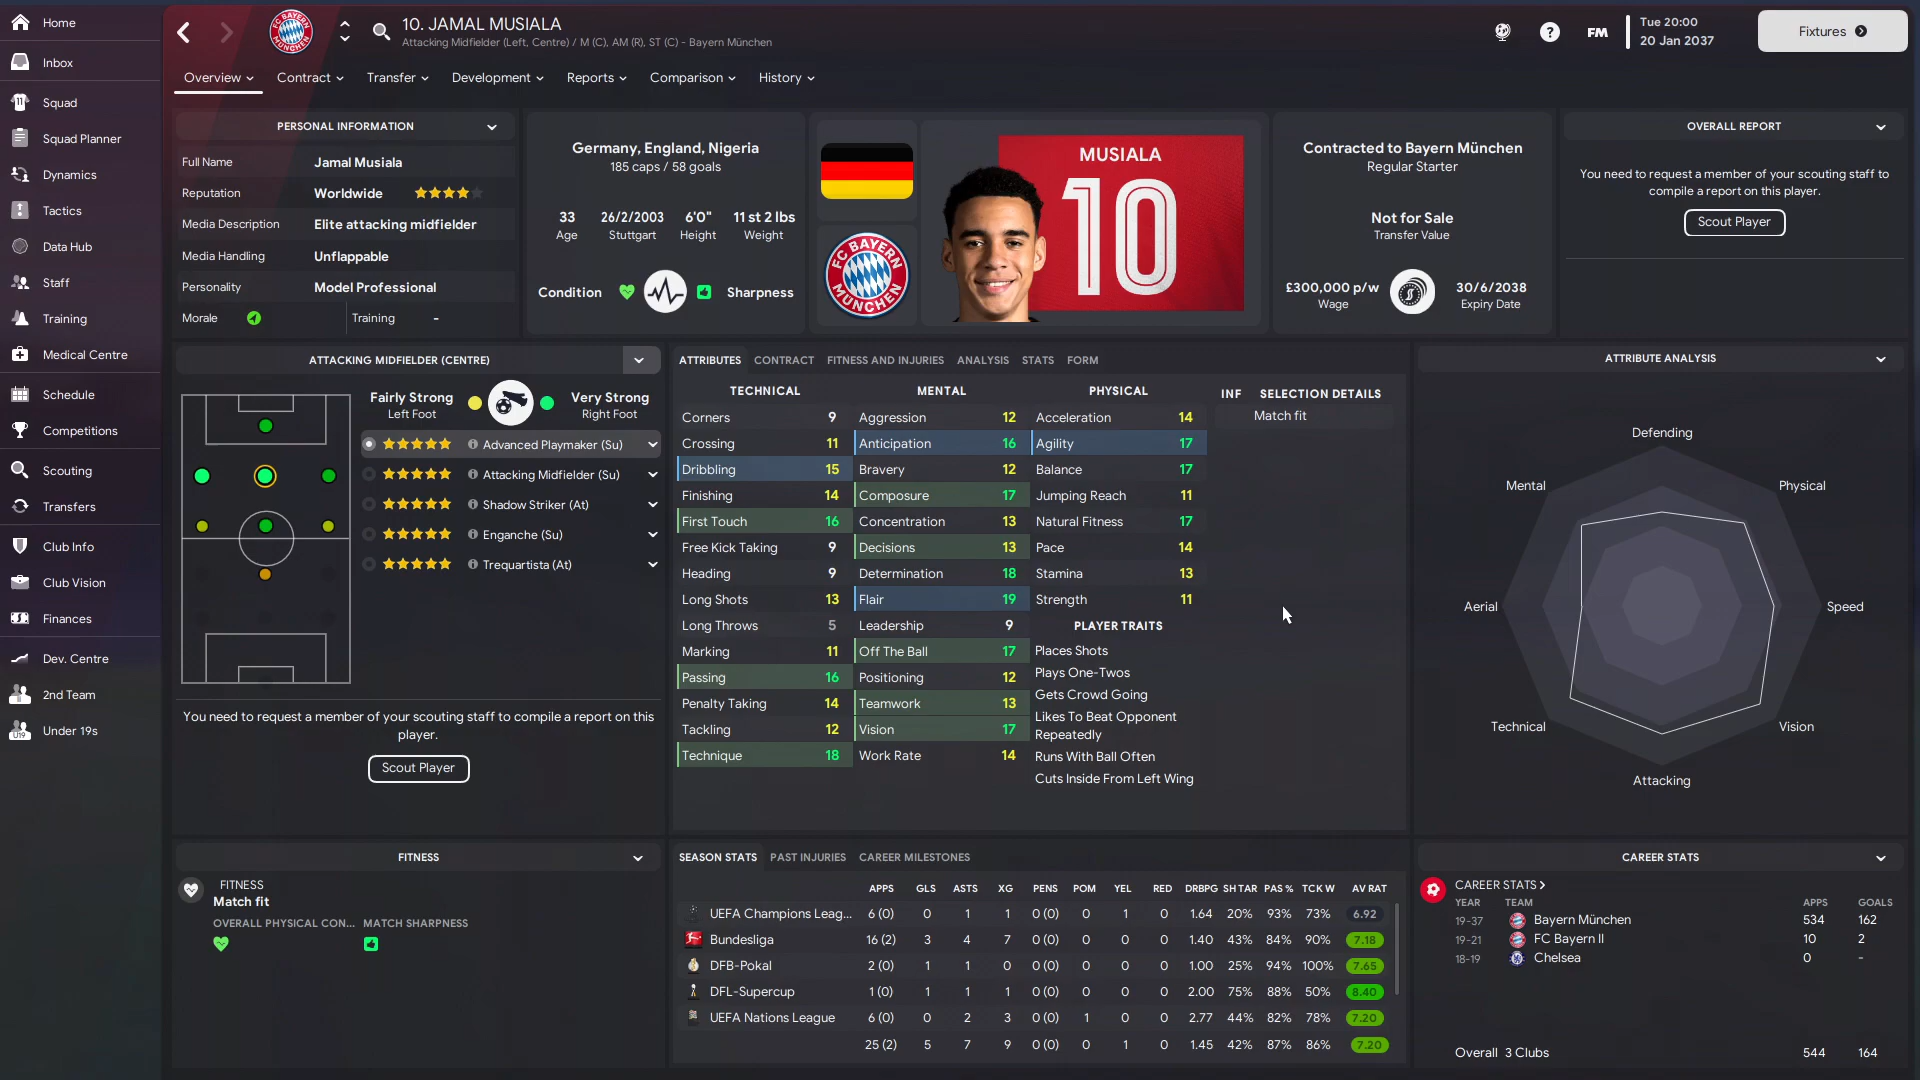 Home
Inbox
Squad
Squad Planner
Dynamics
Tactics
Data Hub
Staff
Training
Medical Centre
Schedule
Competitions
Scouting
Transfers
Club Info
Club Vision
Finances
Dev. Centre
2nd Team
Under 19s
10. JAMAL MUSIALA
Attacking Midfielder (Left, Centre) / M (C), AM (R), ST (C) - Bayern München
FM
Tue 20:00
20 Jan 2037
Fixtures
Overview Contract Transfer Development Reports Comparison History
PERSONAL INFORMATION
Full Name Jamal Musiala
Reputation Worldwide
Media Description Elite attacking midfielder
Media Handling Unflappable
Personality Model Professional
Morale Training -
Germany, England, Nigeria
185 caps / 58 goals
33 26/2/2003 6'0" 11 st 2 lbs
Age Stuttgart Height Weight
Condition Sharpness
FC BAYERN MÜNCHEN
MUSIALA
10
Contracted to Bayern München
Regular Starter
Not for Sale
Transfer Value
£300,000 p/w 30/6/2038
Wage Expiry Date
OVERALL REPORT
You need to request a member of your scouting staff to
compile a report on this player.
Scout Player
ATTACKING MIDFIELDER (CENTRE)
Fairly Strong Very Strong
Left Foot Right Foot
Advanced Playmaker (Su)
Attacking Midfielder (Su)
Shadow Striker (At)
Enganche (Su)
Trequartista (At)
You need to request a member of your scouting staff to compile a report on this
player.
Scout Player
ATTRIBUTES CONTRACT FITNESS AND INJURIES ANALYSIS STATS FORM
TECHNICAL MENTAL PHYSICAL INF SELECTION DETAILS
Corners 9 Aggression 12 Acceleration 14 Match fit
Crossing 11 Anticipation 16 Agility 17
Dribbling 15 Bravery 12 Balance 17
Finishing 14 Composure 17 Jumping Reach 11
First Touch 16 Concentration 13 Natural Fitness 17
Free Kick Taking 9 Decisions 13 Pace 14
Heading 9 Determination 18 Stamina 13
Long Shots 13 Flair 19 Strength 11
Long Throws 5 Leadership 9 PLAYER TRAITS
Marking 11 Off The Ball 17 Places Shots
Passing 16 Positioning 12 Plays One-Twos
Penalty Taking 14 Teamwork 13 Gets Crowd Going
Tackling 12 Vision 17 Likes To Beat Opponent
Repeatedly
Technique 18 Work Rate 14 Runs With Ball Often
Cuts Inside From Left Wing
ATTRIBUTE ANALYSIS
Defending
Mental Physical
Aerial Speed
Technical Vision
Attacking
FITNESS
FITNESS
Match fit
OVERALL PHYSICAL CON... MATCH SHARPNESS
SEASON STATS PAST INJURIES CAREER MILESTONES
APPS GLS ASTS XG PENS POM YEL RED DRBPG SH TAR PAS % TCK W AV RAT
UEFA Champions Leag... 6 (0) 0 1 1 0 (0) 0 1 0 1.64 20% 93% 73% 6.92
Bundesliga 16 (2) 3 4 7 0 (0) 0 0 0 1.40 43% 84% 90% 7.18
DFB-Pokal 2 (0) 1 1 0 0 (0) 0 0 0 1.00 25% 94% 100% 7.65
DFL-Supercup 1 (0) 1 1 1 0 (0) 0 0 0 2.00 75% 88% 50% 8.40
UEFA Nations League 6 (0) 0 2 3 0 (0) 1 0 0 2.77 44% 82% 78% 7.20
25 (2) 5 7 9 0 (0) 0 1 0 1.45 42% 87% 86% 7.20
CAREER STATS
CAREER STATS
YEAR TEAM APPS GOALS
19-37 Bayern München 534 162
19-21 FC Bayern II 10 2
18-19 Chelsea 0 -
Overall 3 Clubs 544 164